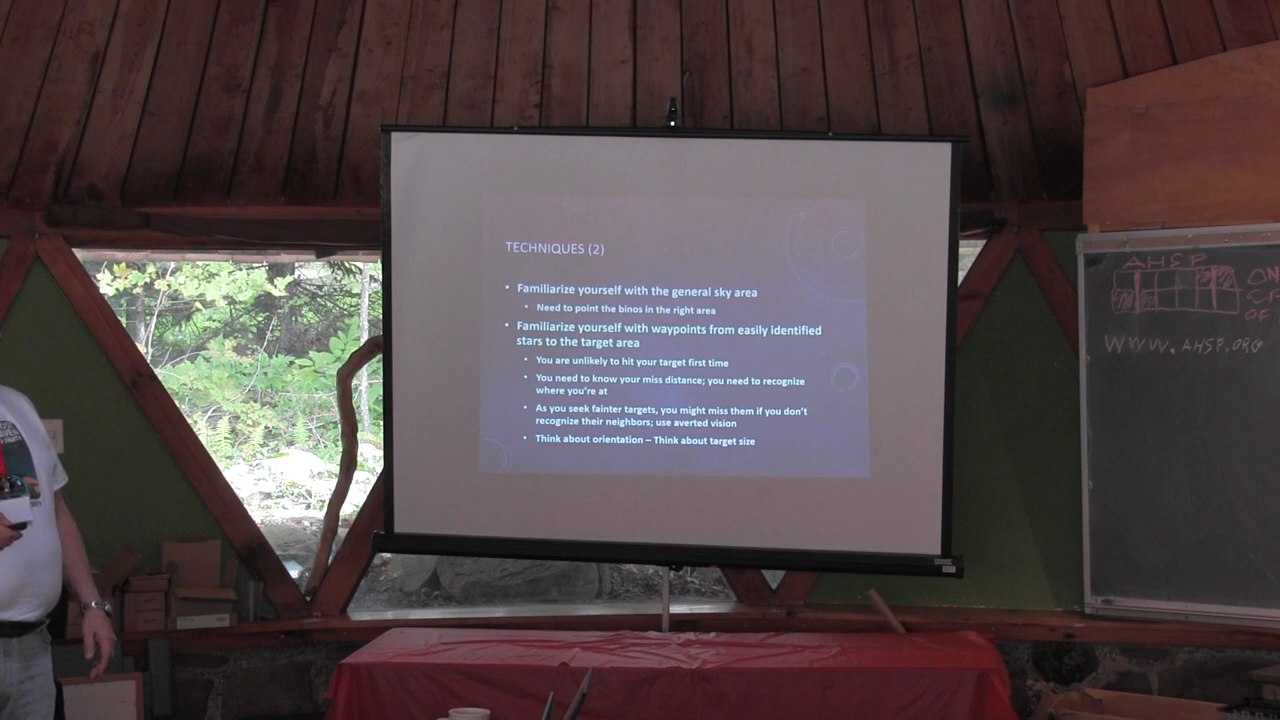 TECHNIQUES (2)
• Familiarize yourself with the general sky area
• Need to point the binos in the right area
• Familiarize yourself with waypoints from easily identified
stars to the target area
• You are unlikely to hit your target first time
• You need to know your miss distance; you need to recognize
where you're at
• As you seek fainter targets, you might miss them if you don't
recognize their neighbors; use averted vision
• Think about orientation – Think about target size
AHSP
ON
OF
WWW.AHSP.ORG